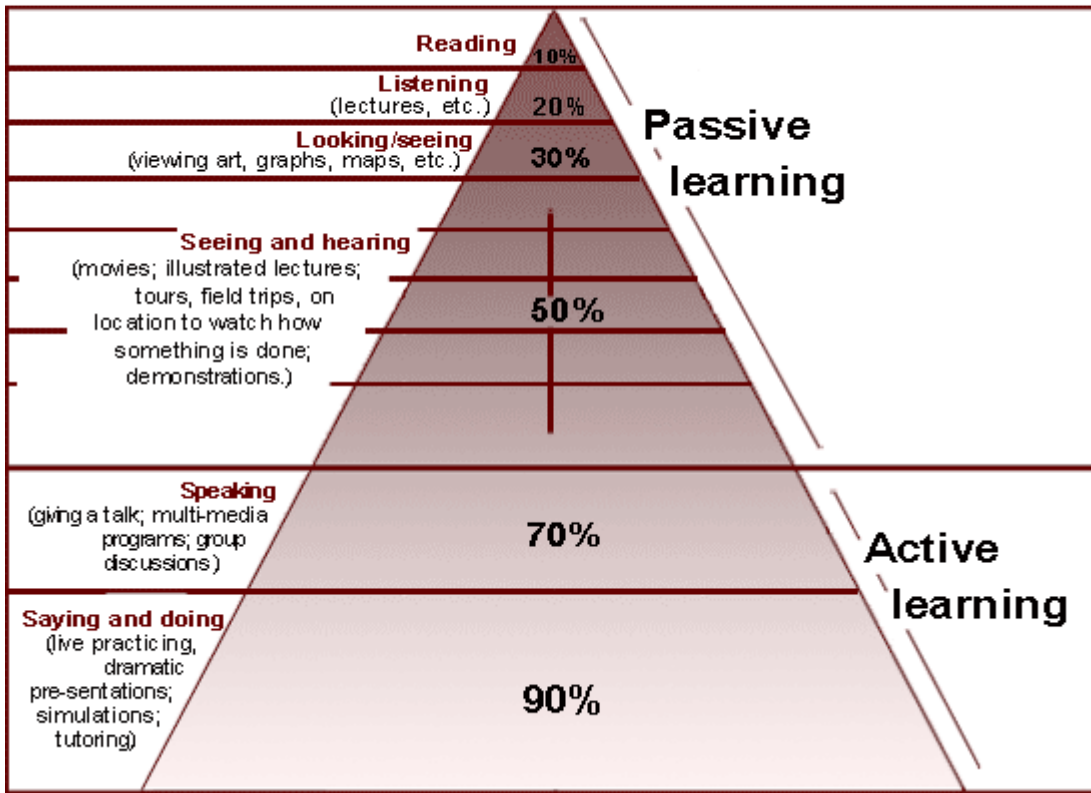 Reading
10%
Listening
(lectures, etc.)
20%
Looking/seeing
(viewing art, graphs, maps, etc.)
30%
Passive
learning
Seeing and hearing
(movies; illustrated lectures;
tours, field trips, on
location to watch how
something is done;
demonstrations.)
50%
Speaking
(giving a talk; multi-media
programs; group
discussions)
70%
Active
learning
Saying and doing
(live practicing,
dramatic
pre-sentations;
simulations;
tutoring)
90%